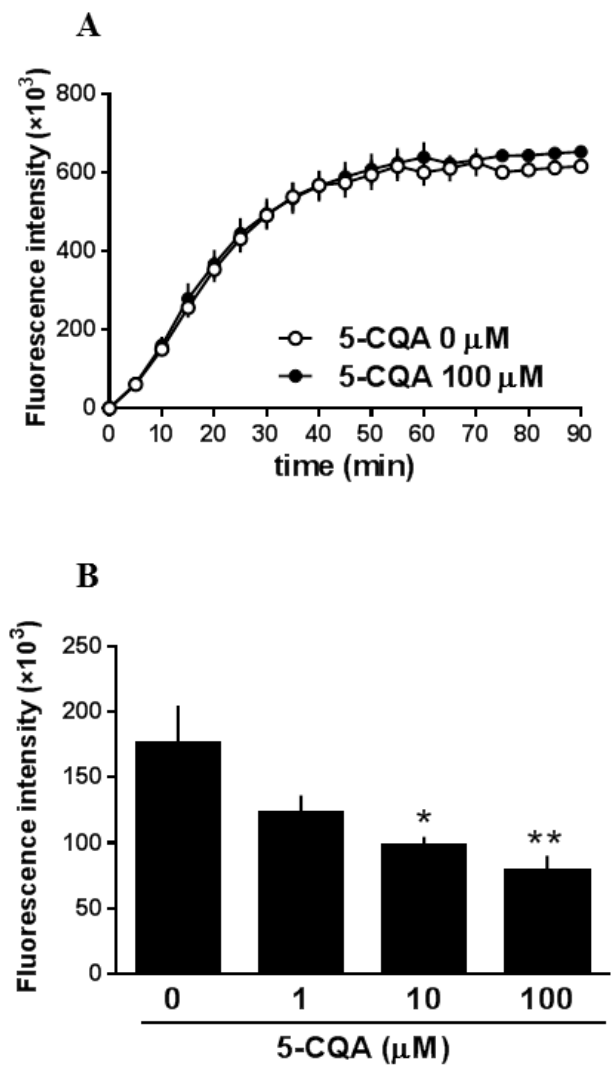 A
Fluorescence intensity (×10³)
800
600
400
200
0
5-CQA 0 μM
5-CQA 100 μM
0 10 20 30 40 50 60 70 80 90
time (min)
B
Fluorescence intensity (×10³)
250
200
150
100
50
0
*
**
0 1 10 100
5-CQA (μM)